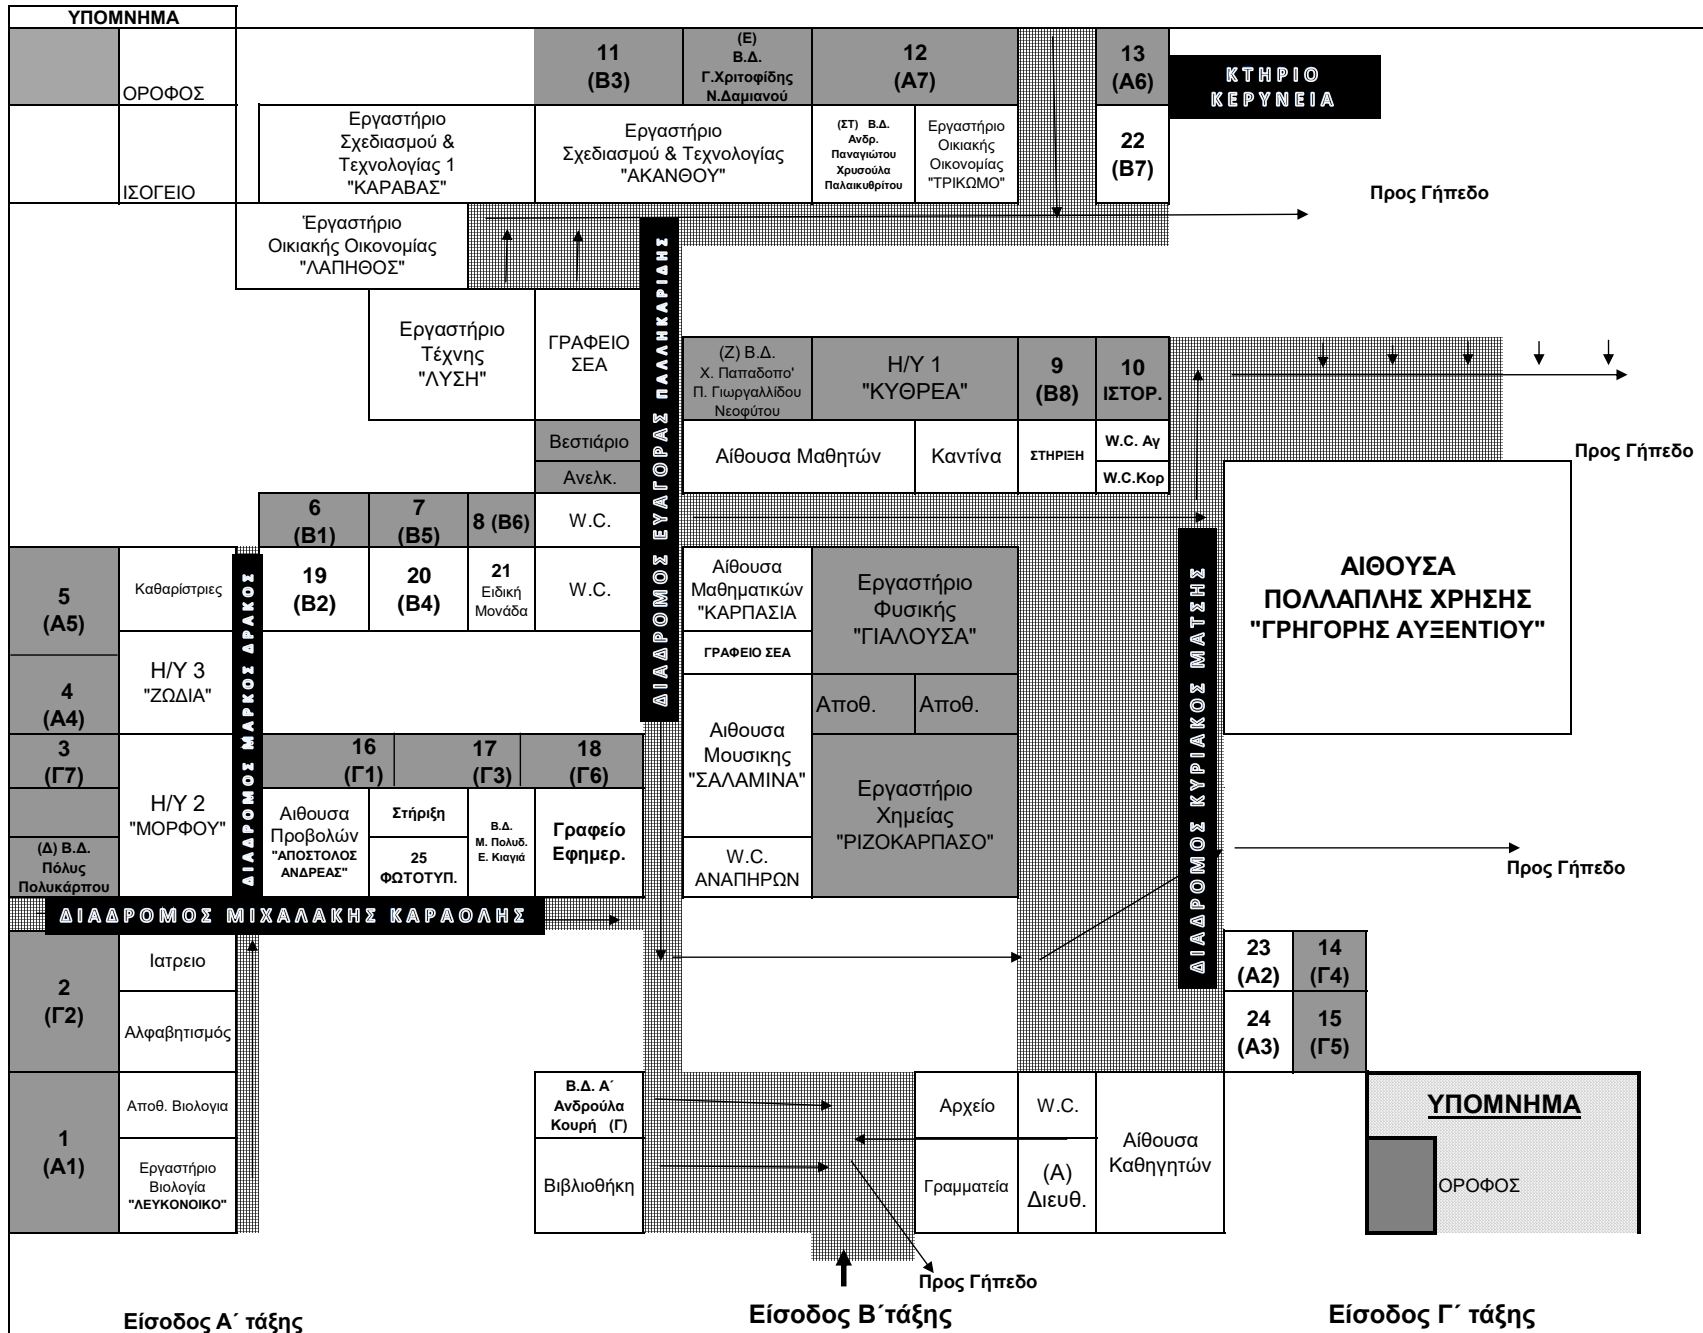 ΥΠΟΜΝΗΜΑ
ΟΡΟΦΟΣ
ΙΣΟΓΕΙΟ
11
(Β3)
(Ε)
Β.Δ.
Γ.Χριτοφίδης
Ν.Δαμιανού
12
(Α7)
13
(Α6)
ΚΤΗΡΙΟ
ΚΕΡΥΝΕΙΑ
Εργαστήριο
Σχεδιασμού &
Τεχνολογίας 1
"ΚΑΡΑΒΑΣ"
Εργαστήριο
Σχεδιασμού & Τεχνολογίας
"ΑΚΑΝΘΟΥ"
(ΣΤ) Β.Δ.
Ανδρ.
Παναγιώτου
Χρυσούλα
Παλαικυθρίτου
Εργαστήριο
Οικιακής
Οικονομίας
"ΤΡΙΚΩΜΟ"
22
(Β7)
Προς Γήπεδο
Έργαστήριο
Οικιακής Οικονομίας
"ΛΑΠΗΘΟΣ"
ΔΙΑΔΡΟΜΟΣ ΕΥΑΓΟΡΑΣ ΠΑΛΛΗΚΑΡΙΔΗΣ
Εργαστήριο
Τέχνης
"ΛΥΣΗ"
ΓΡΑΦΕΙΟ
ΣΕΑ
(Ζ) Β.Δ.
Χ. Παπαδοπο'
Π. Γιωργαλλίδου
Νεοφύτου
Η/Υ 1
"ΚΥΘΡΕΑ"
9
(Β8)
10
ΙΣΤΟΡ.
Βεστιάριο
Ανελκ.
Αίθουσα Μαθητών
Καντίνα
ΣΤΗΡΙΞΗ
W.C. Αγ
W.C.Κορ
Προς Γήπεδο
6
(Β1)
7
(Β5)
8 (Β6)
W.C.
5
(Α5)
Καθαρίστριες
ΔΙΑΔΡΟΜΟΣ ΜΑΡΚΟΣ ΔΡΑΚΟΣ
19
(Β2)
20
(Β4)
21
Ειδική
Μονάδα
W.C.
Αίθουσα
Μαθηματικών
"ΚΑΡΠΑΣΙΑ
Εργαστήριο
Φυσικής
"ΓΙΑΛΟΥΣΑ"
ΔΙΑΔΡΟΜΟΣ ΚΥΡΙΑΚΟΣ ΜΑΤΣΗΣ
ΑΙΘΟΥΣΑ
ΠΟΛΛΑΠΛΗΣ ΧΡΗΣΗΣ
"ΓΡΗΓΟΡΗΣ ΑΥΞΕΝΤΙΟΥ"
ΓΡΑΦΕΙΟ ΣΕΑ
4
(Α4)
Η/Υ 3
"ΖΩΔΙΑ"
Αποθ.
Αποθ.
Αιθουσα
Μουσικης
"ΣΑΛΑΜΙΝΑ"
3
(Γ7)
Η/Υ 2
"ΜΟΡΦΟΥ"
16
(Γ1)
17
(Γ3)
18
(Γ6)
Εργαστήριο
Χημείας
"ΡΙΖΟΚΑΡΠΑΣΟ"
Αιθουσα
Προβολών
"ΑΠΟΣΤΟΛΟΣ
ΑΝΔΡΕΑΣ"
Στήριξη
25
ΦΩΤΟΤΥΠ.
Β.Δ.
Μ. Πολυδ.
Ε. Κιαγιά
Γραφείο
Εφημερ.
(Δ) Β.Δ.
Πόλυς
Πολυκάρπου
W.C.
ΑΝΑΠΗΡΩΝ
Προς Γήπεδο
ΔΙΑΔΡΟΜΟΣ ΜΙΧΑΛΑΚΗΣ ΚΑΡΑΟΛΗΣ
2
(Γ2)
Ιατρειο
Αλφαβητισμός
23
(Α2)
14
(Γ4)
24
(Α3)
15
(Γ5)
1
(Α1)
Αποθ. Βιολογια
Εργαστήριο
Βιολογία
"ΛΕΥΚΟΝΟΙΚΟ"
Β.Δ. Α΄
Ανδρούλα
Κουρή (Γ)
Βιβλιοθήκη
Αρχείο
W.C.
Γραμματεία
(Α)
Διευθ.
Αίθουσα
Καθηγητών
ΥΠΟΜΝΗΜΑ
ΟΡΟΦΟΣ
Προς Γήπεδο
Είσοδος Α΄ τάξης
Είσοδος Β΄τάξης
Είσοδος Γ΄ τάξης